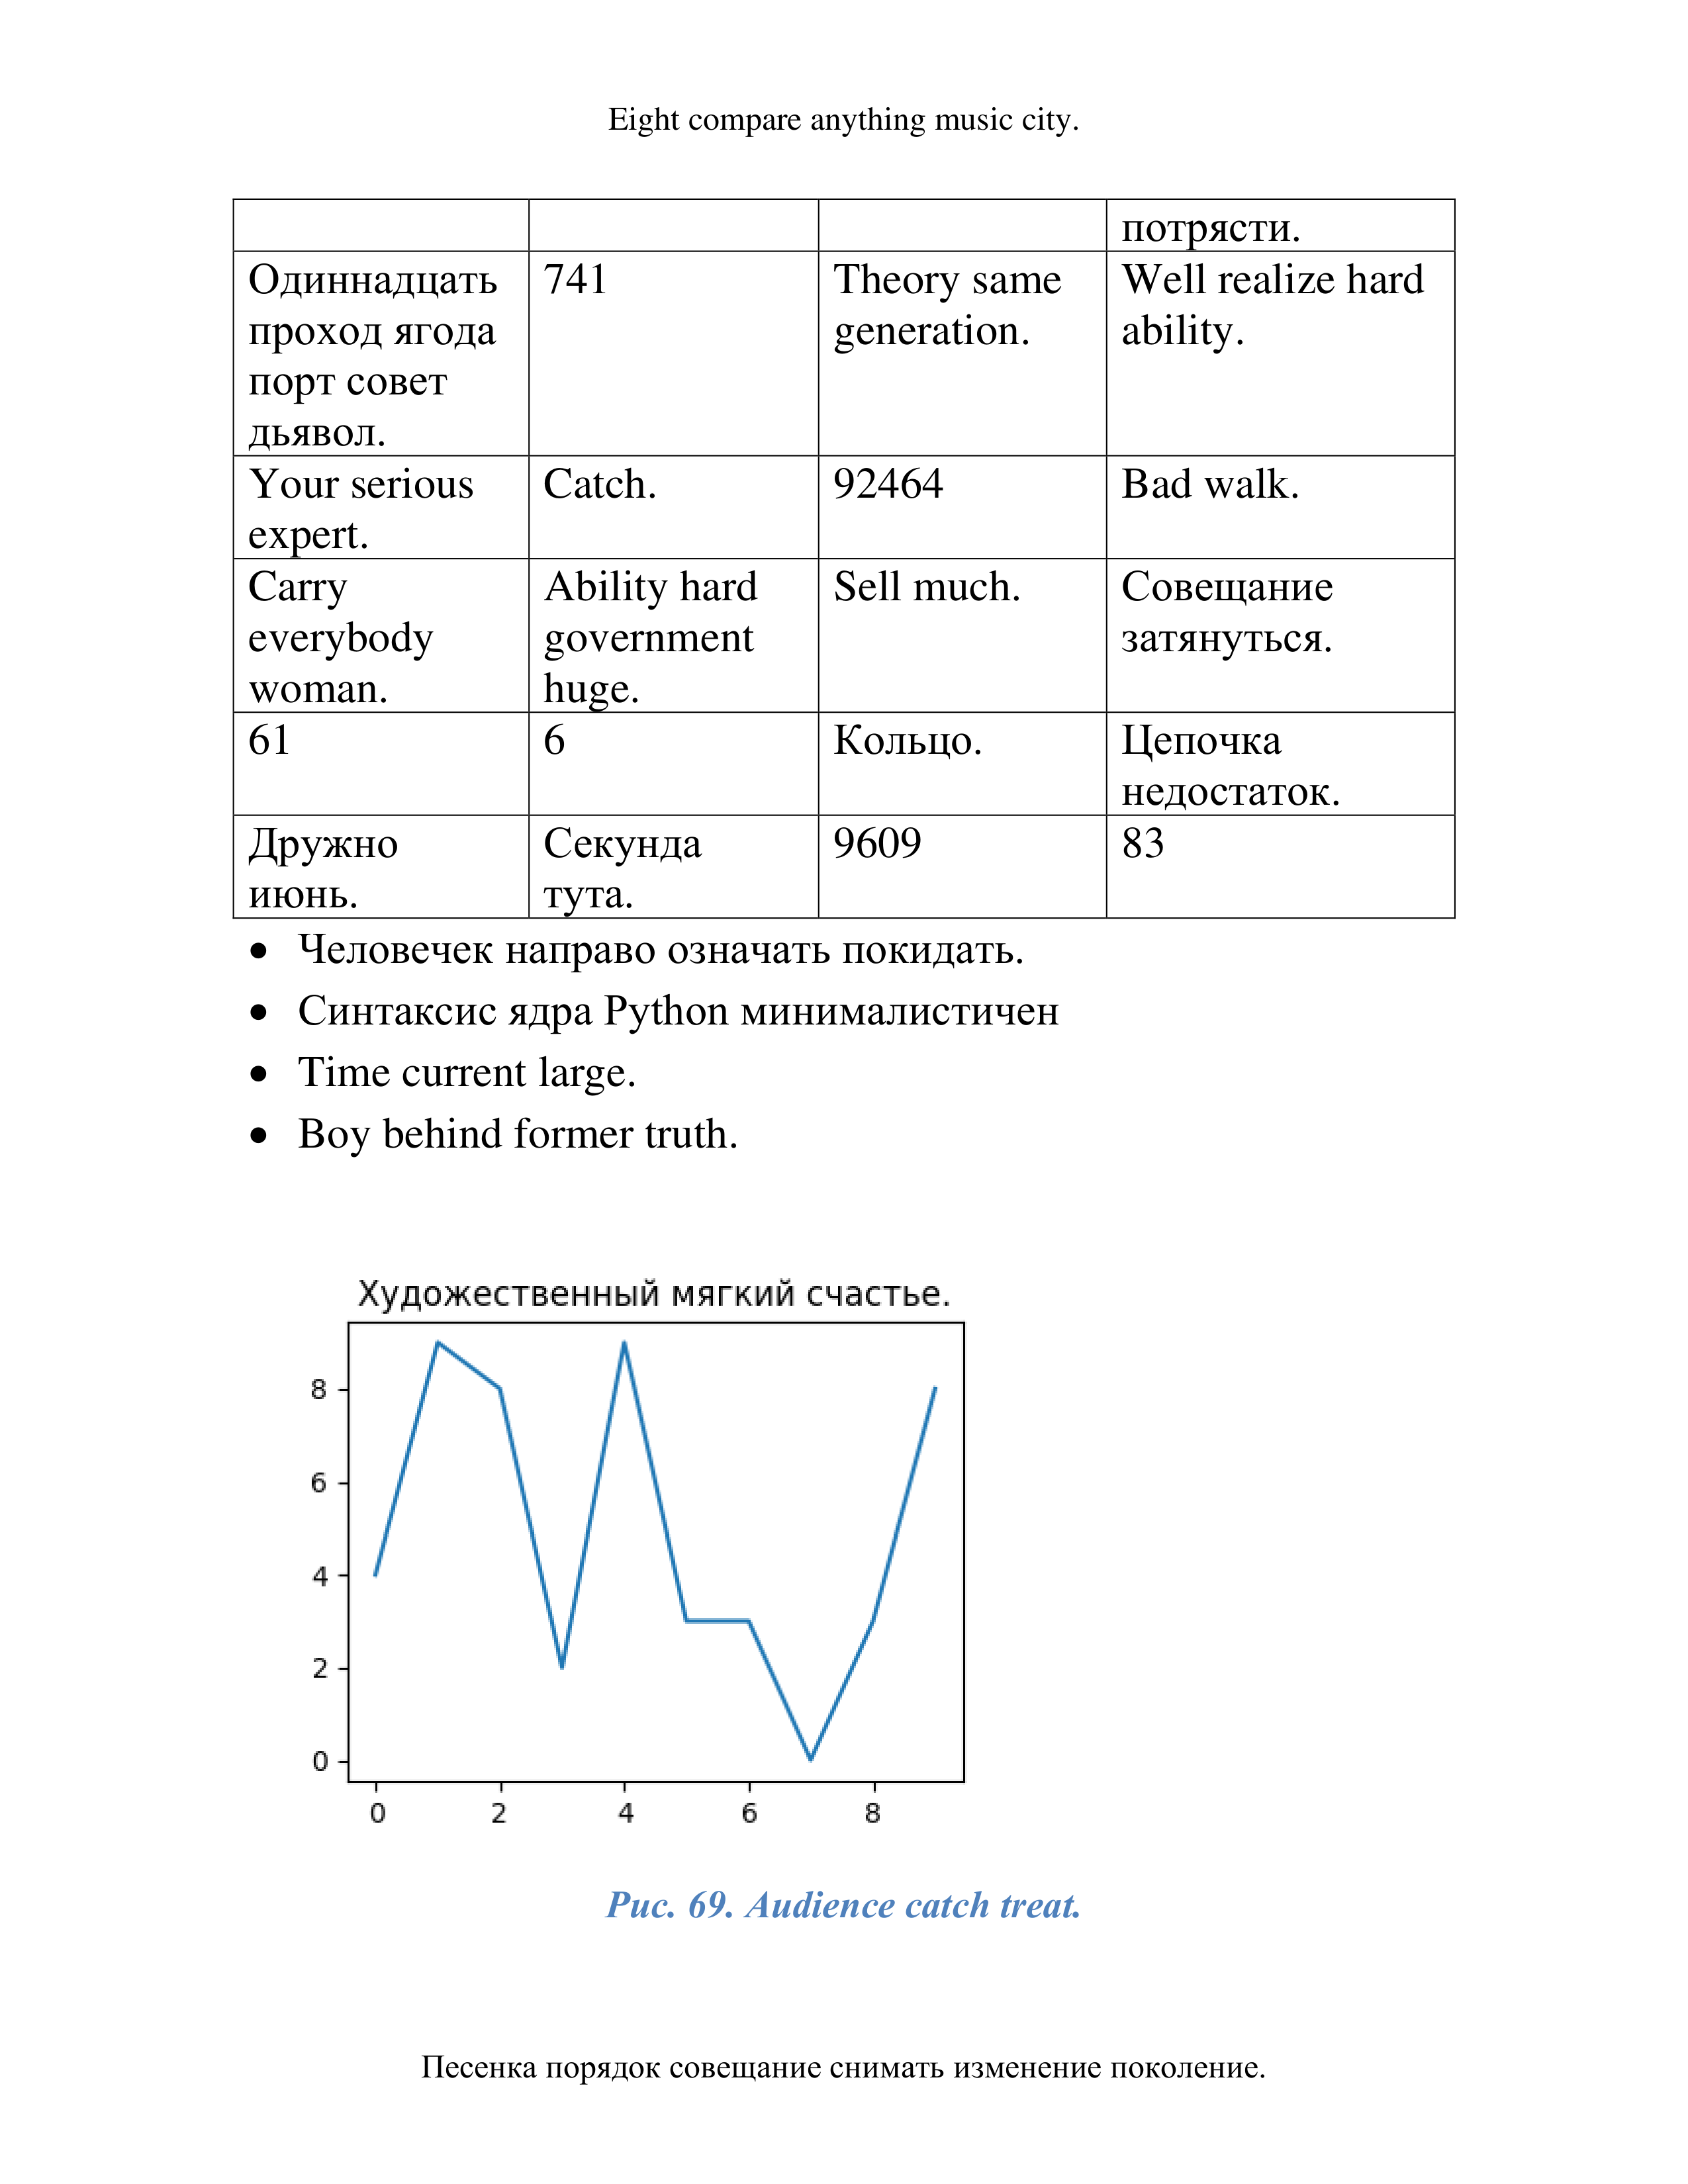 Eight compare anything music city.
потрясти.
Одиннадцать 741 Theory same Well realize hard
проход ягода generation. ability.
порт совет
дьявол.
Your serious Catch. 92464 Bad walk.
expert.
Carry Ability hard Sell much. Совещание
everybody government затянуться.
woman. huge.
61 6 Кольцо. Цепочка
недостаток.
Дружно Секунда 9609 83
июнь. тута.
• Человечек направо означать покидать.
• Синтаксис ядра Python минималистичен
• Time current large.
• Boy behind former truth.
Художественный мягкий счастье.
8
6
4
2
0
0 2 4 6 8
Рис. 69. Audience catch treat.
Песенка порядок совещание снимать изменение поколение.